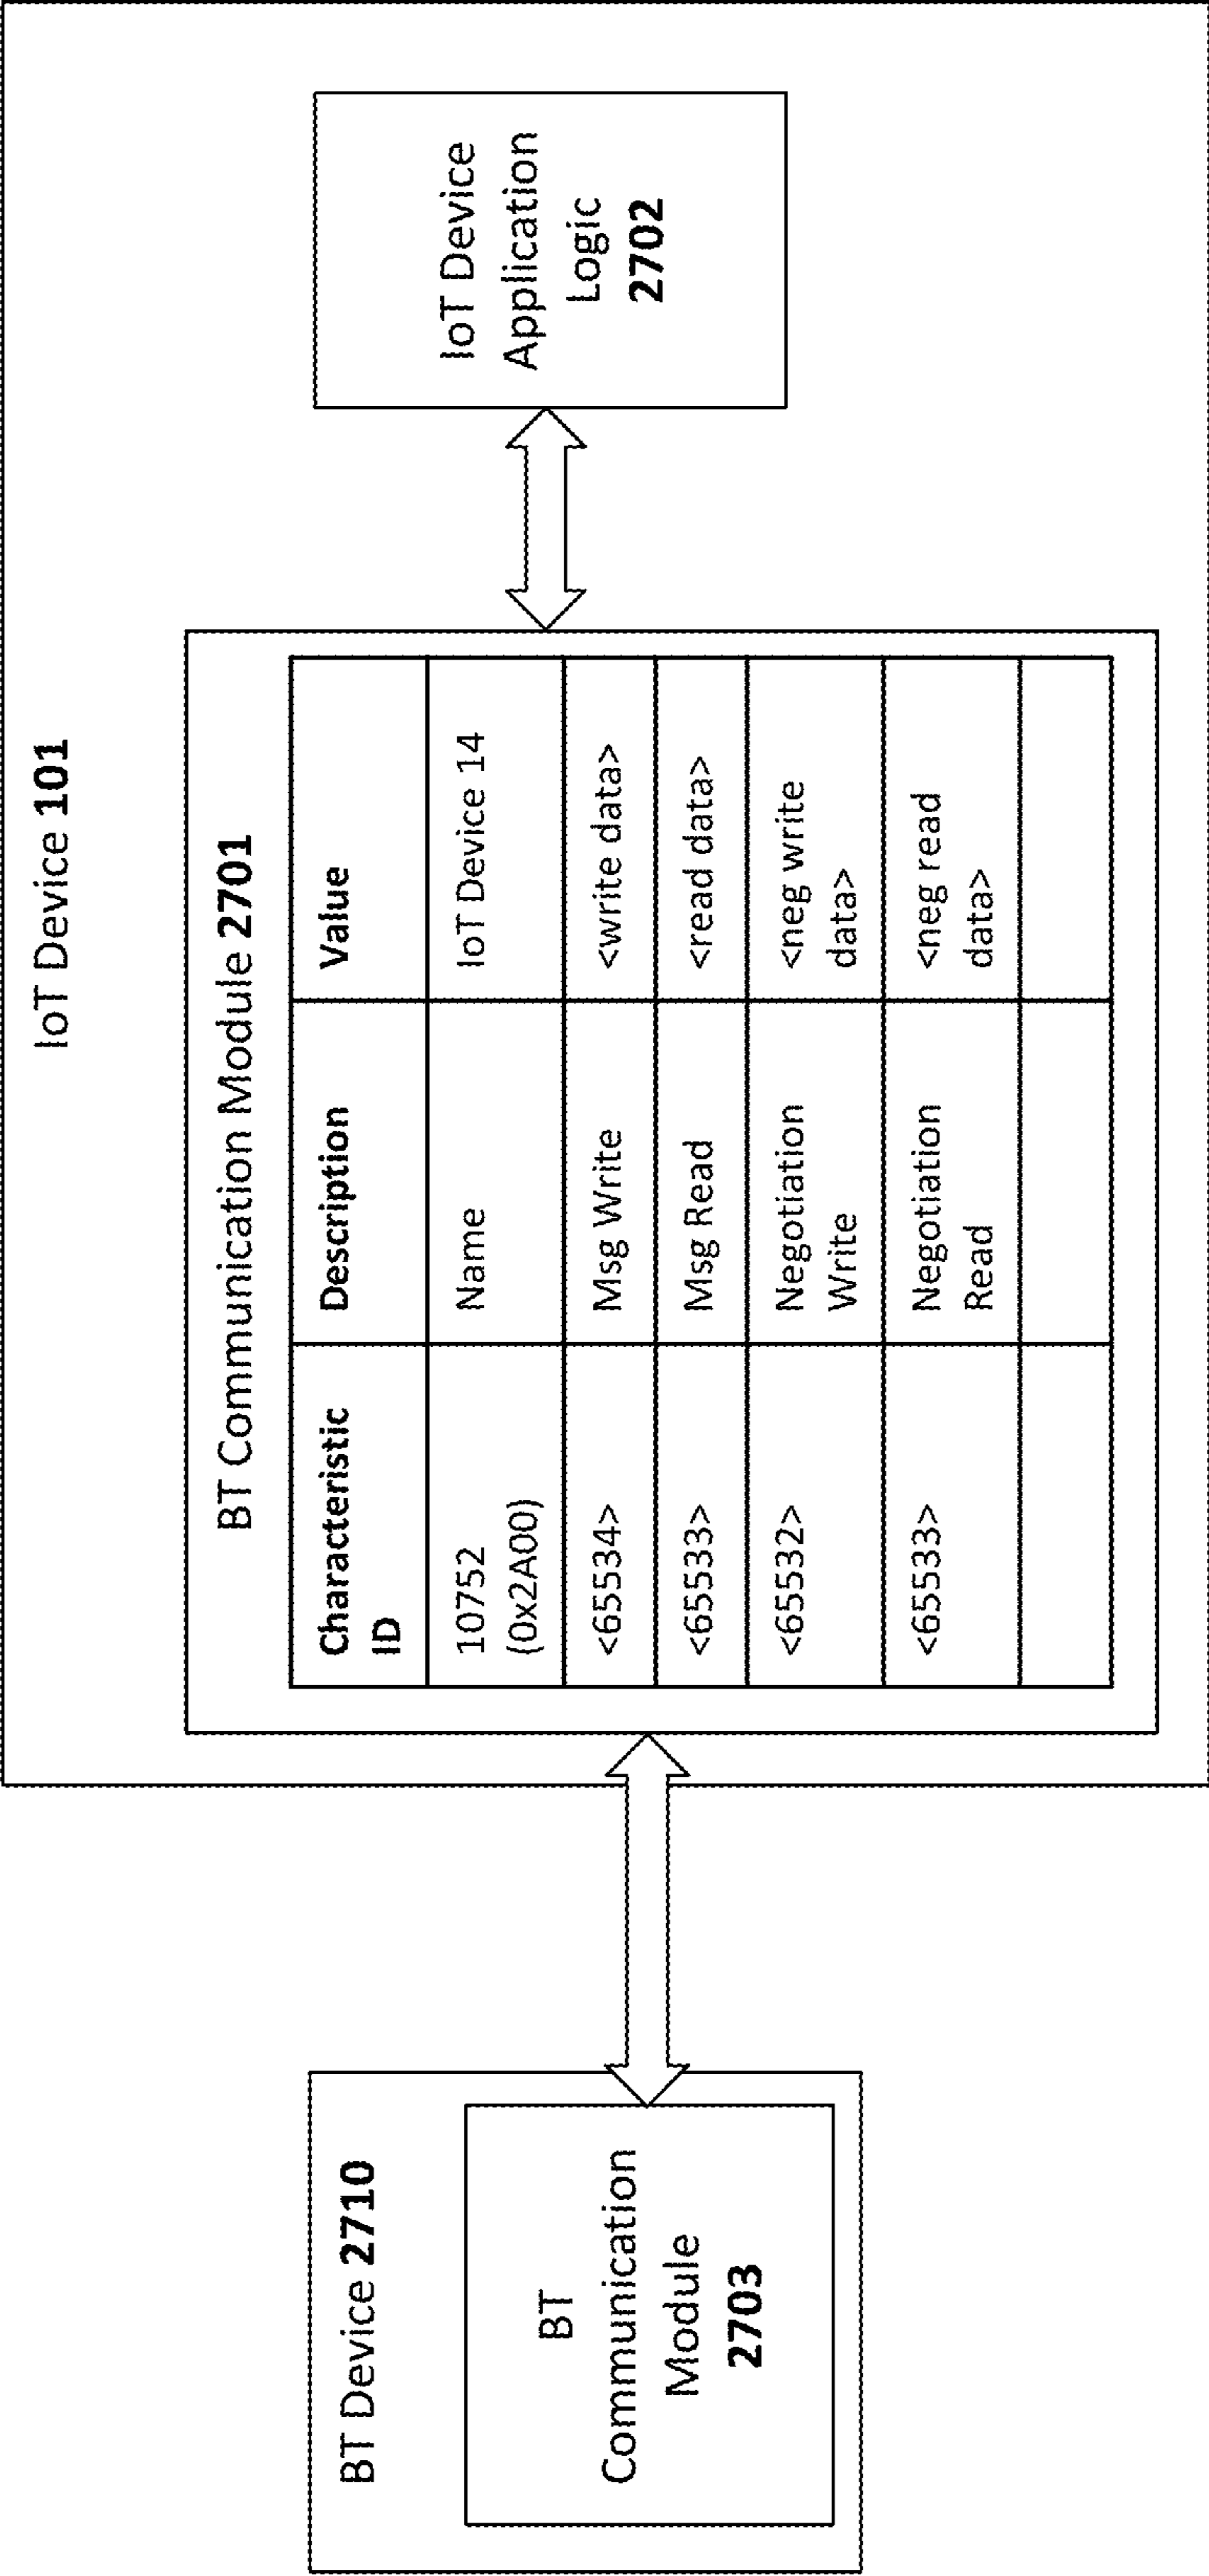 IoT Device 101
BT Device 2710
BT
Communication
Module
2703
BT Communication Module 2701
Characteristic
ID
Description
Value
10752
(0x2A00)
Name
IoT Device 14
<65534>
Msg Write
<write data>
<65533>
Msg Read
<read data>
<65532>
Negotiation
Write
<neg write
data>
<65533>
Negotiation
Read
<neg read
data>
IoT Device
Application
Logic
2702